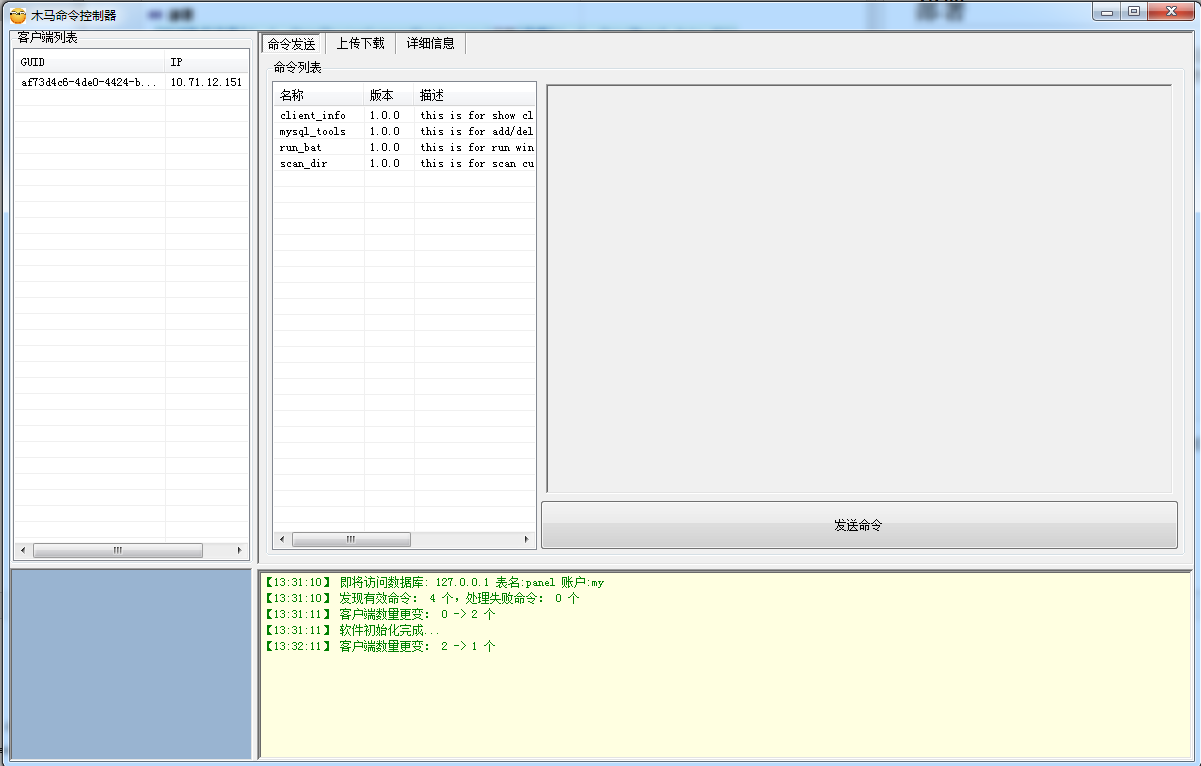 木马命令控制器
客户端列表
GUID IP
af73d4c6-4de0-4424-b... 10.71.12.151
命令发送 上传下载 详细信息
命令列表
名称 版本 描述
client_info 1.0.0 this is for show cl
mysql_tools 1.0.0 this is for add/del
run_bat 1.0.0 this is for run win
scan_dir 1.0.0 this is for scan cu
发送命令
【13:31:10】 即将访问数据库: 127.0.0.1 表名:panel 账户:my
【13:31:10】 发现有效命令: 4 个,处理失败命令: 0 个
【13:31:11】 客户端数量更变: 0 -> 2 个
【13:31:11】 软件初始化完成...
【13:32:11】 客户端数量更变: 2 -> 1 个